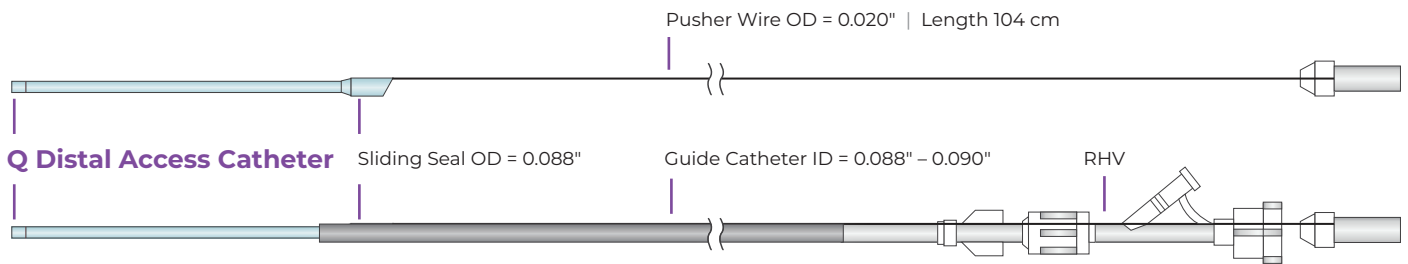 Pusher Wire OD = 0.020" | Length 104 cm
Q Distal Access Catheter
Sliding Seal OD = 0.088"
Guide Catheter ID = 0.088" – 0.090"
RHV